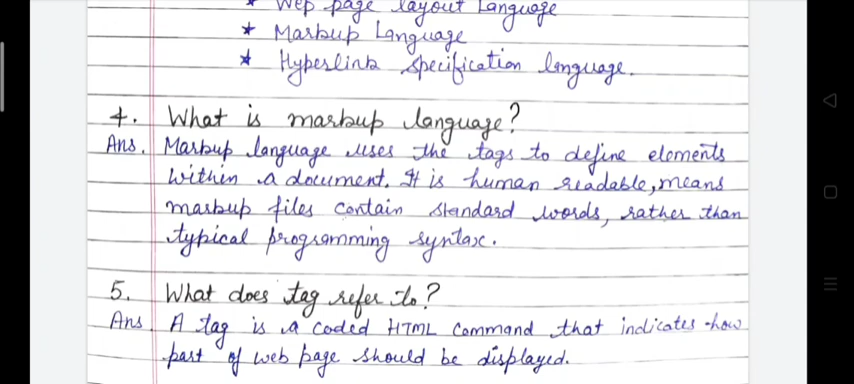 * Web page layout Language
* Markup Language
* Hyperlink specification language.
4. What is markup language?
Ans. Markup language uses the tags to define elements
within a document. It is human readable, means
markup files contain standard words, rather than
typical programming syntax.
5. What does tag refer to?
Ans. A tag is a coded HTML command that indicates how
part of web page should be displayed.